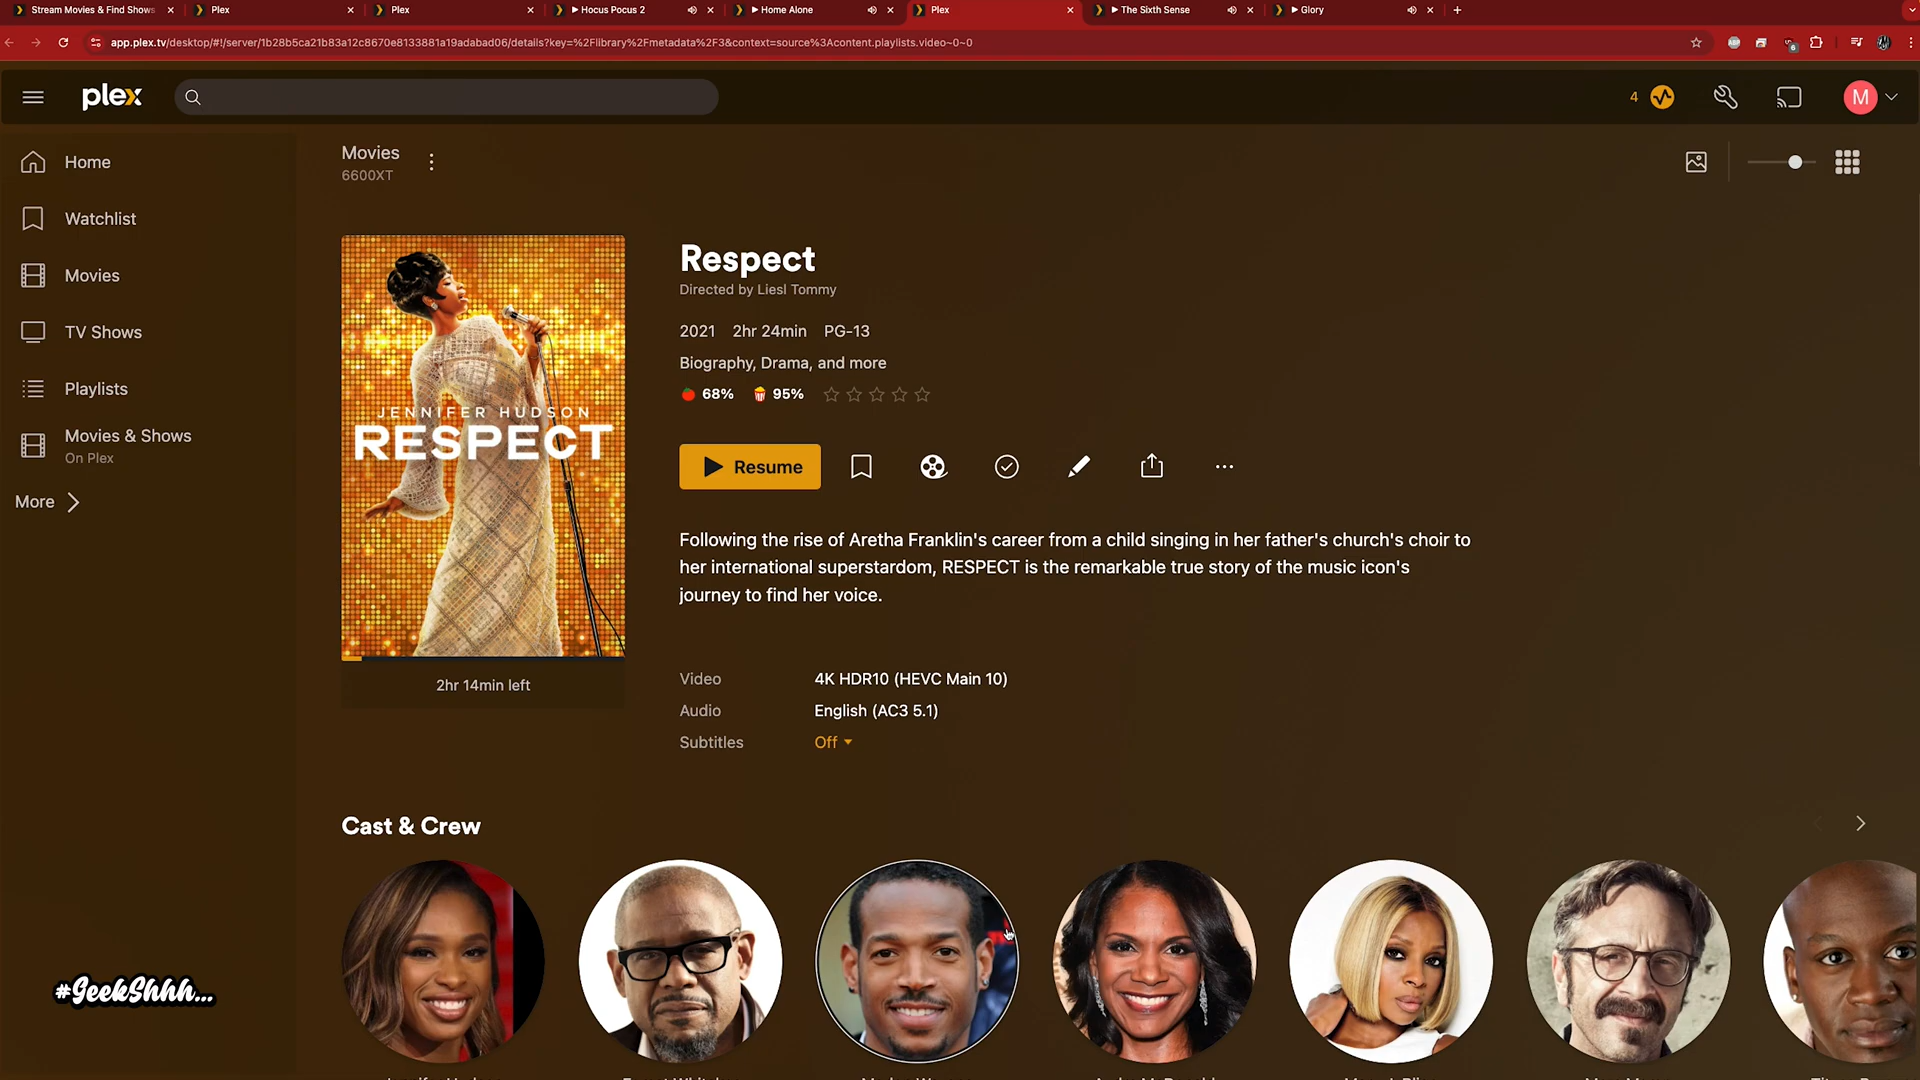 Stream Movies & Find Shows
Plex
Plex
Hocus Pocus 2
Home Alone
Plex
The Sixth Sense
Glory
app.plex.tv/desktop/#!/server/1b28b5ca21b83a12c8670e8133881a19adabad06/details?key=%2Flibrary%2Fmetadata%2F3&context=source%3Acontent.playlists.video~0~0
6
plex
4
M
Home
Watchlist
Movies
TV Shows
Playlists
Movies & Shows
On Plex
More
Movies
6600XT
JENNIFER HUDSON
RESPECT
2hr 14min left
Respect
Directed by Liesl Tommy
2021 2hr 24min PG-13
Biography, Drama, and more
68% 95%
Resume
Following the rise of Aretha Franklin's career from a child singing in her father's church's choir to
her international superstardom, RESPECT is the remarkable true story of the music icon's
journey to find her voice.
Video 4K HDR10 (HEVC Main 10)
Audio English (AC3 5.1)
Subtitles Off
Cast & Crew
#GeekShhh...